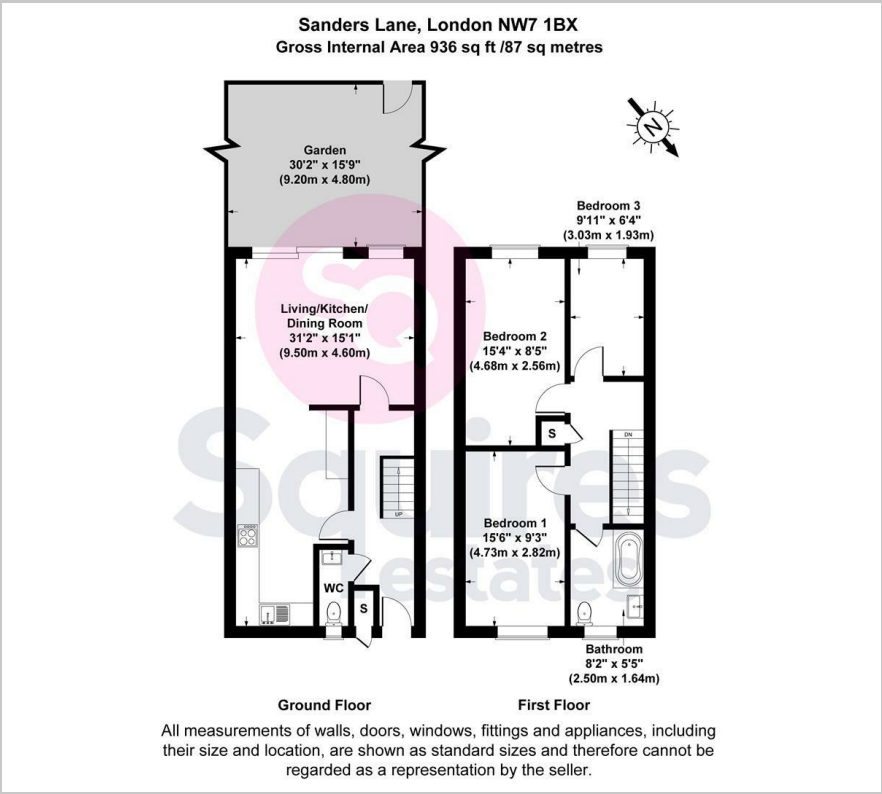 Sanders Lane, London NW7 1BX
Gross Internal Area 936 sq ft /87 sq metres
N
Garden
30'2" x 15'9"
(9.20m x 4.80m)
Bedroom 3
9'11" x 6'4"
(3.03m x 1.93m)
SQ
Living/Kitchen/
Dining Room
31'2" x 15'1"
(9.50m x 4.60m)
Bedroom 2
15'4" x 8'5"
(4.68m x 2.56m)
S
DN
Squires
estates
UP
Bedroom 1
15'6" x 9'3"
(4.73m x 2.82m)
WC
S
Bathroom
8'2" x 5'5"
(2.50m x 1.64m)
Ground Floor
First Floor
All measurements of walls, doors, windows, fittings and appliances, including
their size and location, are shown as standard sizes and therefore cannot be
regarded as a representation by the seller.